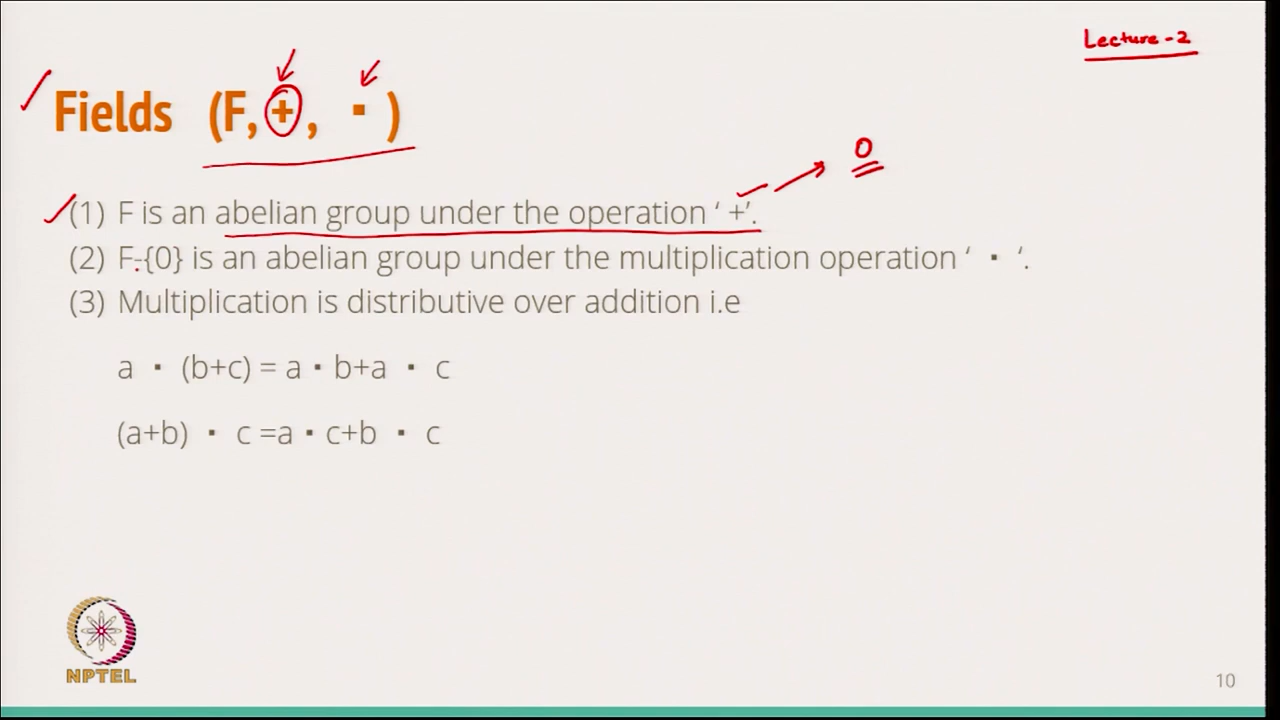 Lecture-2
Fields (F, +, ▪ )
0
(1) F is an abelian group under the operation ‘ +’.
(2) F-{0} is an abelian group under the multiplication operation ‘ ▪ ‘.
(3) Multiplication is distributive over addition i.e
a ▪ (b+c) = a ▪ b+a ▪ c
(a+b) ▪ c =a ▪ c+b ▪ c
NPTEL
10